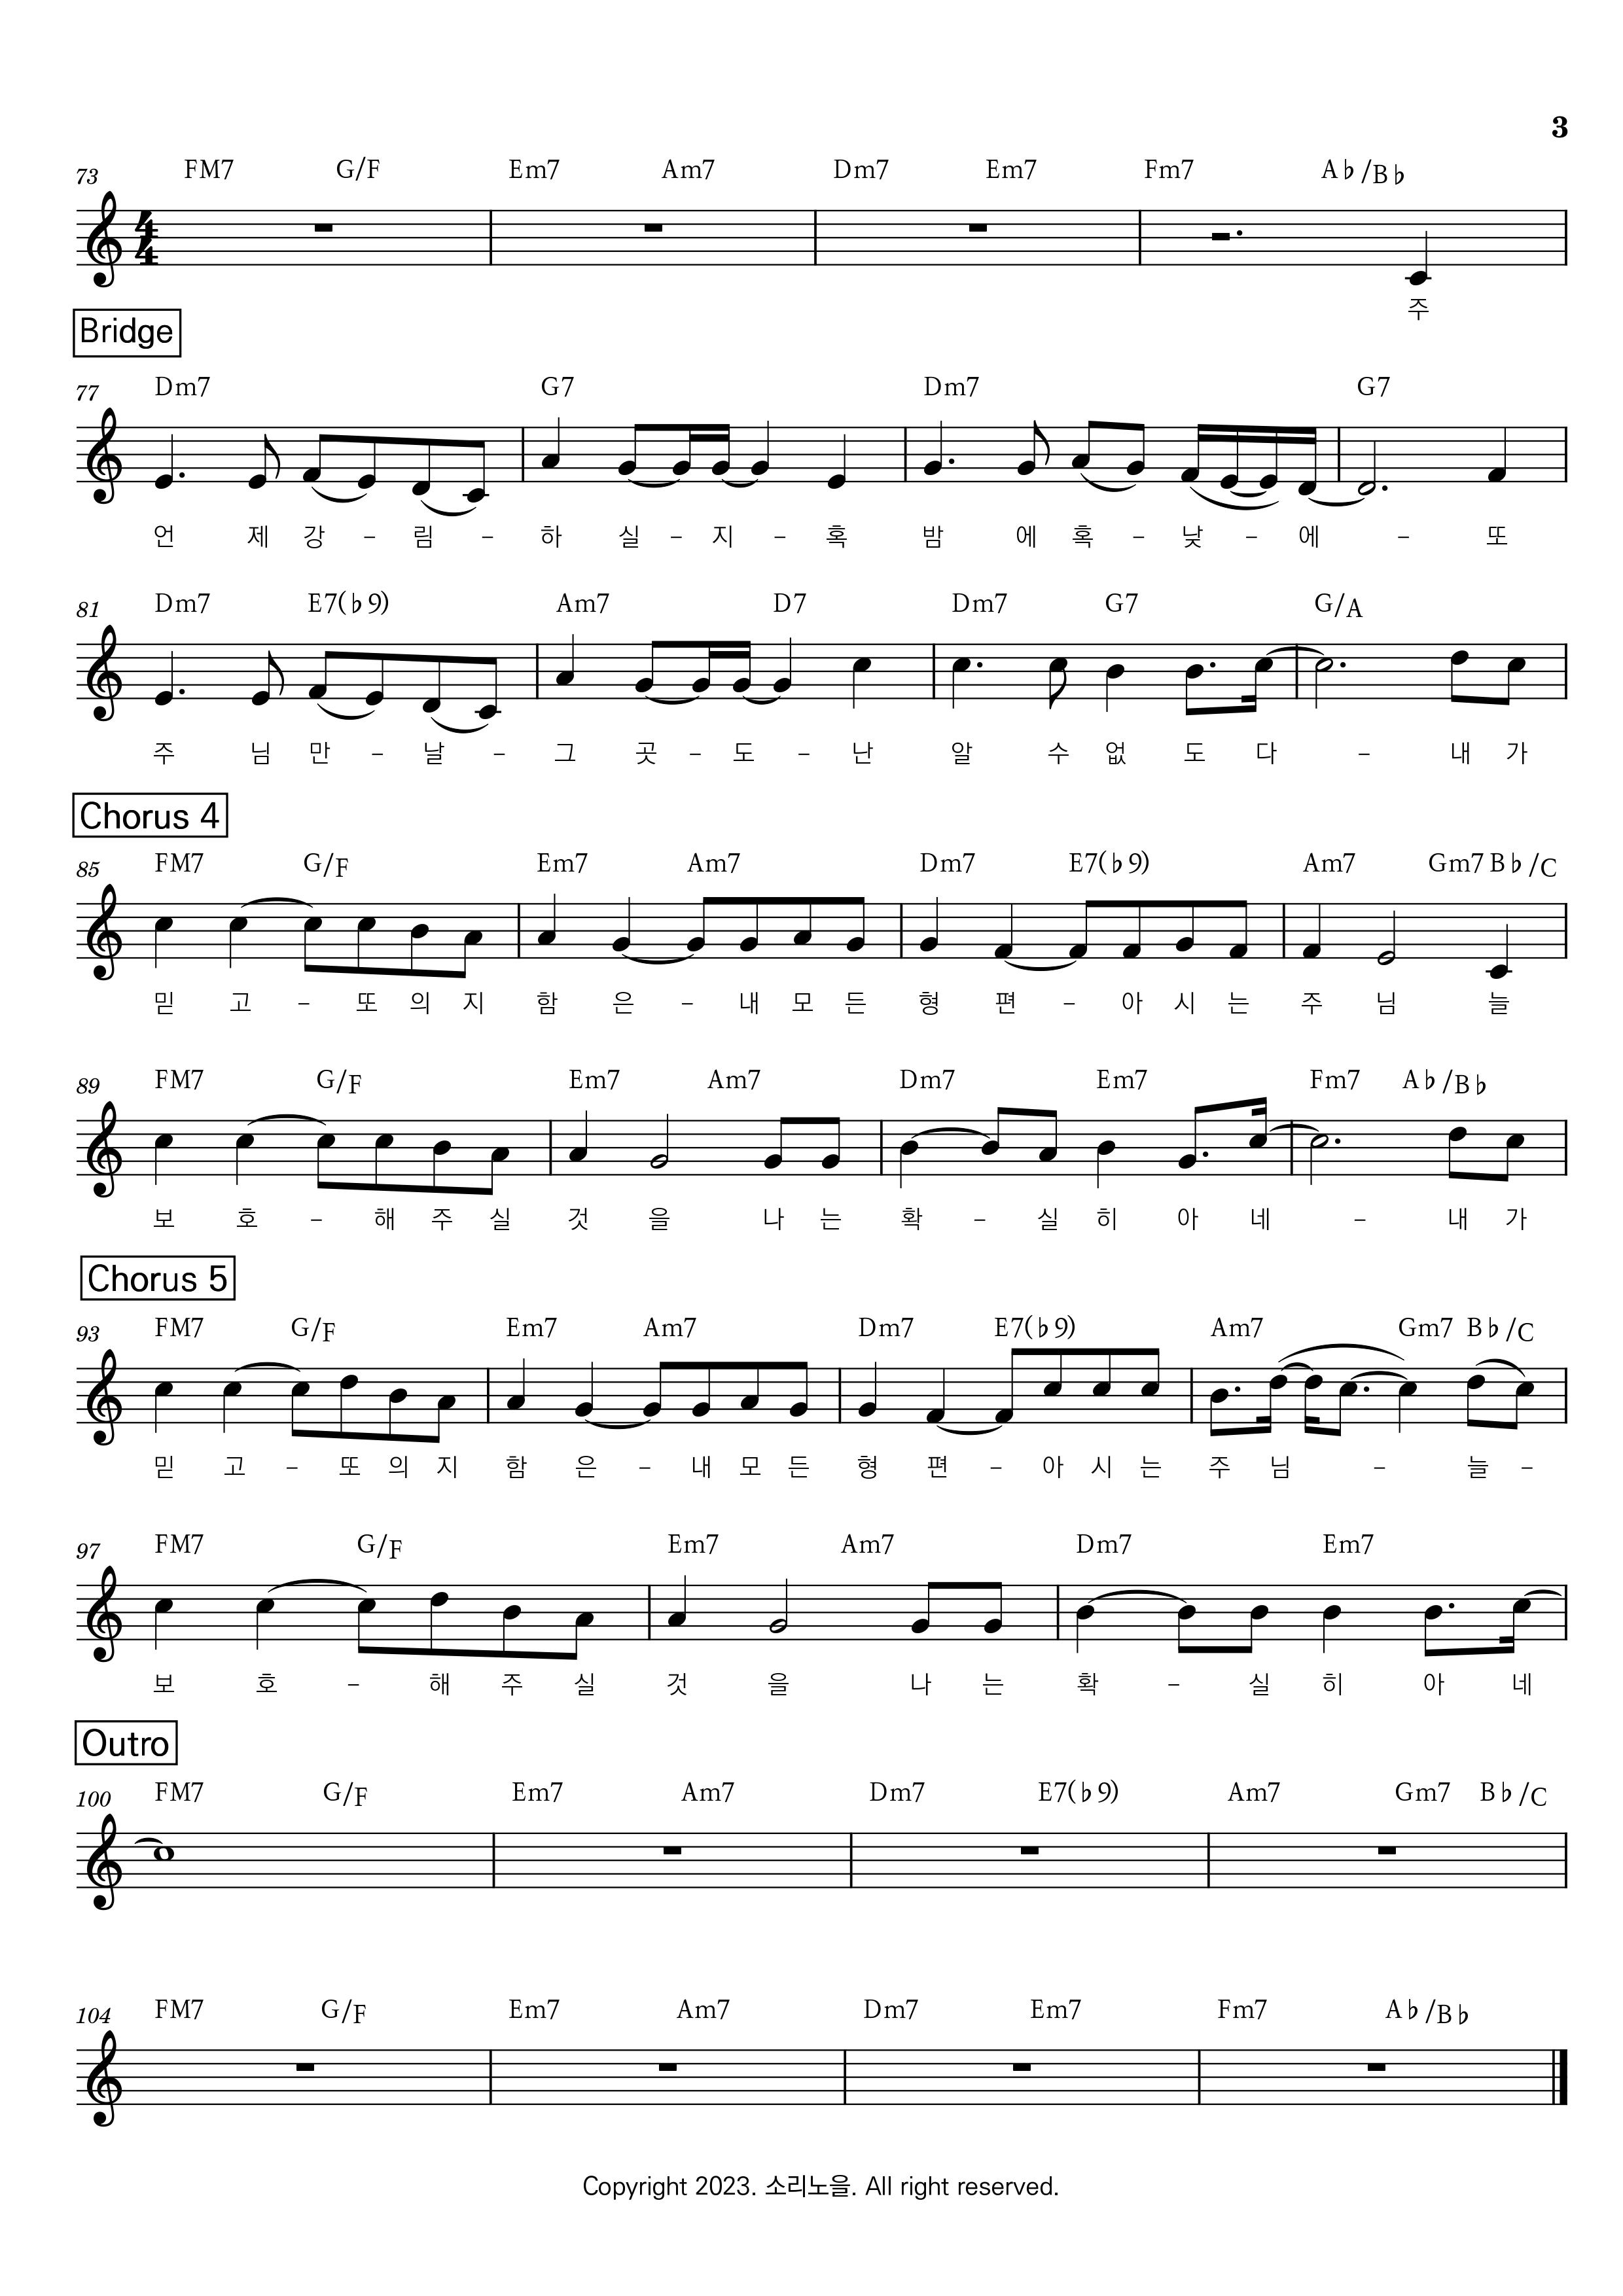 3
73 FM7 G/F Em7 Am7 Dm7 Em7 Fm7 A♭/B♭
4
4
주
Bridge
77 Dm7 G7 Dm7 G7
언 제 강 - 림 - 하 실 - 지 - 혹 밤 에 혹 - 낮 - 에 - 또
81 Dm7 E7(♭9) Am7 D7 Dm7 G7 G/A
주 님 만 - 날 - 그 곳 - 도 - 난 알 수 없 도 다 - 내 가
Chorus 4
85 FM7 G/F Em7 Am7 Dm7 E7(♭9) Am7 Gm7 B♭/C
믿 고 - 또 의 지 함 은 - 내 모 든 형 편 - 아 시 는 주 님 늘
89 FM7 G/F Em7 Am7 Dm7 Em7 Fm7 A♭/B♭
보 호 - 해 주 실 것 을 나 는 확 - 실 히 아 네 - 내 가
Chorus 5
93 FM7 G/F Em7 Am7 Dm7 E7(♭9) Am7 Gm7 B♭/C
믿 고 - 또 의 지 함 은 - 내 모 든 형 편 - 아 시 는 주 님 - 늘 -
97 FM7 G/F Em7 Am7 Dm7 Em7
보 호 - 해 주 실 것 을 나 는 확 - 실 히 아 네
Outro
100 FM7 G/F Em7 Am7 Dm7 E7(♭9) Am7 Gm7 B♭/C
104 FM7 G/F Em7 Am7 Dm7 Em7 Fm7 A♭/B♭
Copyright 2023. 소리노을. All right reserved.